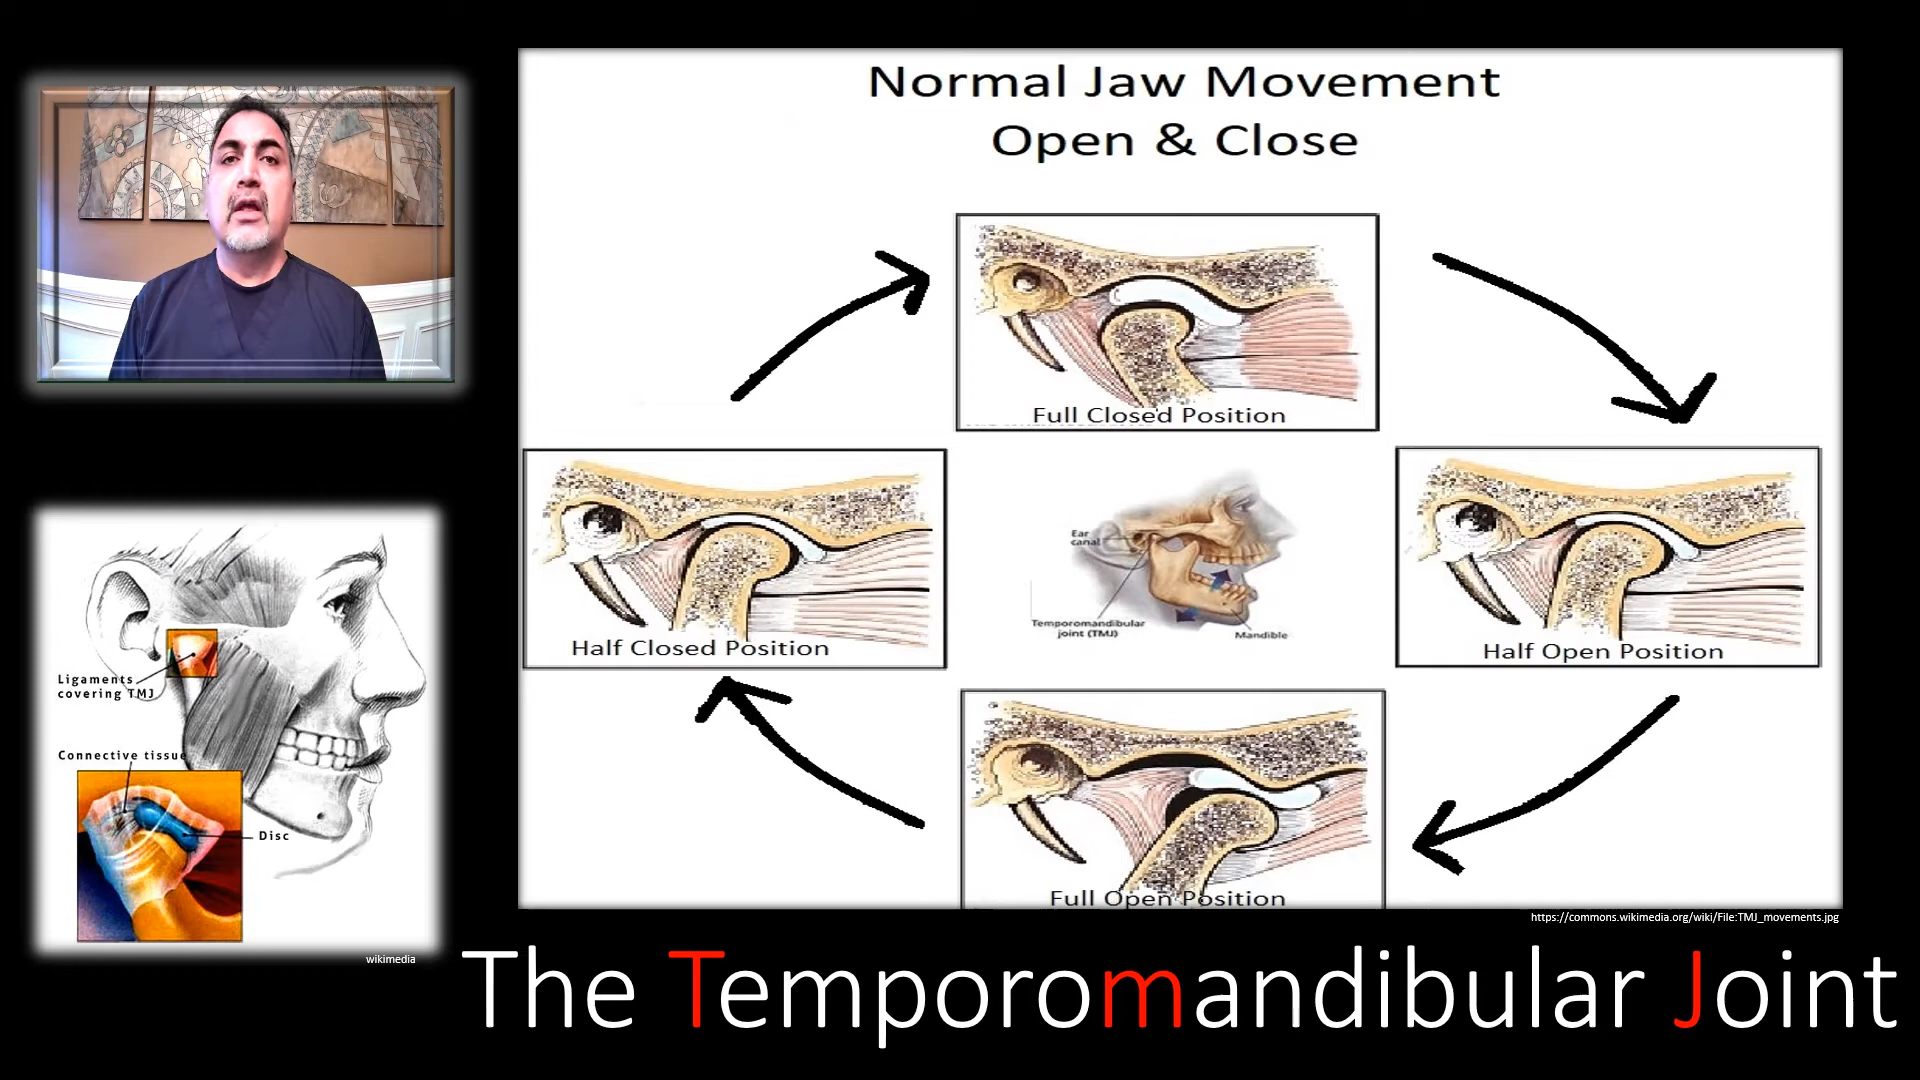 Normal Jaw Movement
Open & Close
Full Closed Position
Half Closed Position
Ear
canal
Temporomandibular
joint (TMJ)
Mandible
Half Open Position
Full Open Position
https://commons.wikimedia.org/wiki/File:TMJ_movements.jpg
Ligaments
covering TMJ
Connective tissue
Disc
wikimedia
The Temporomandibular Joint